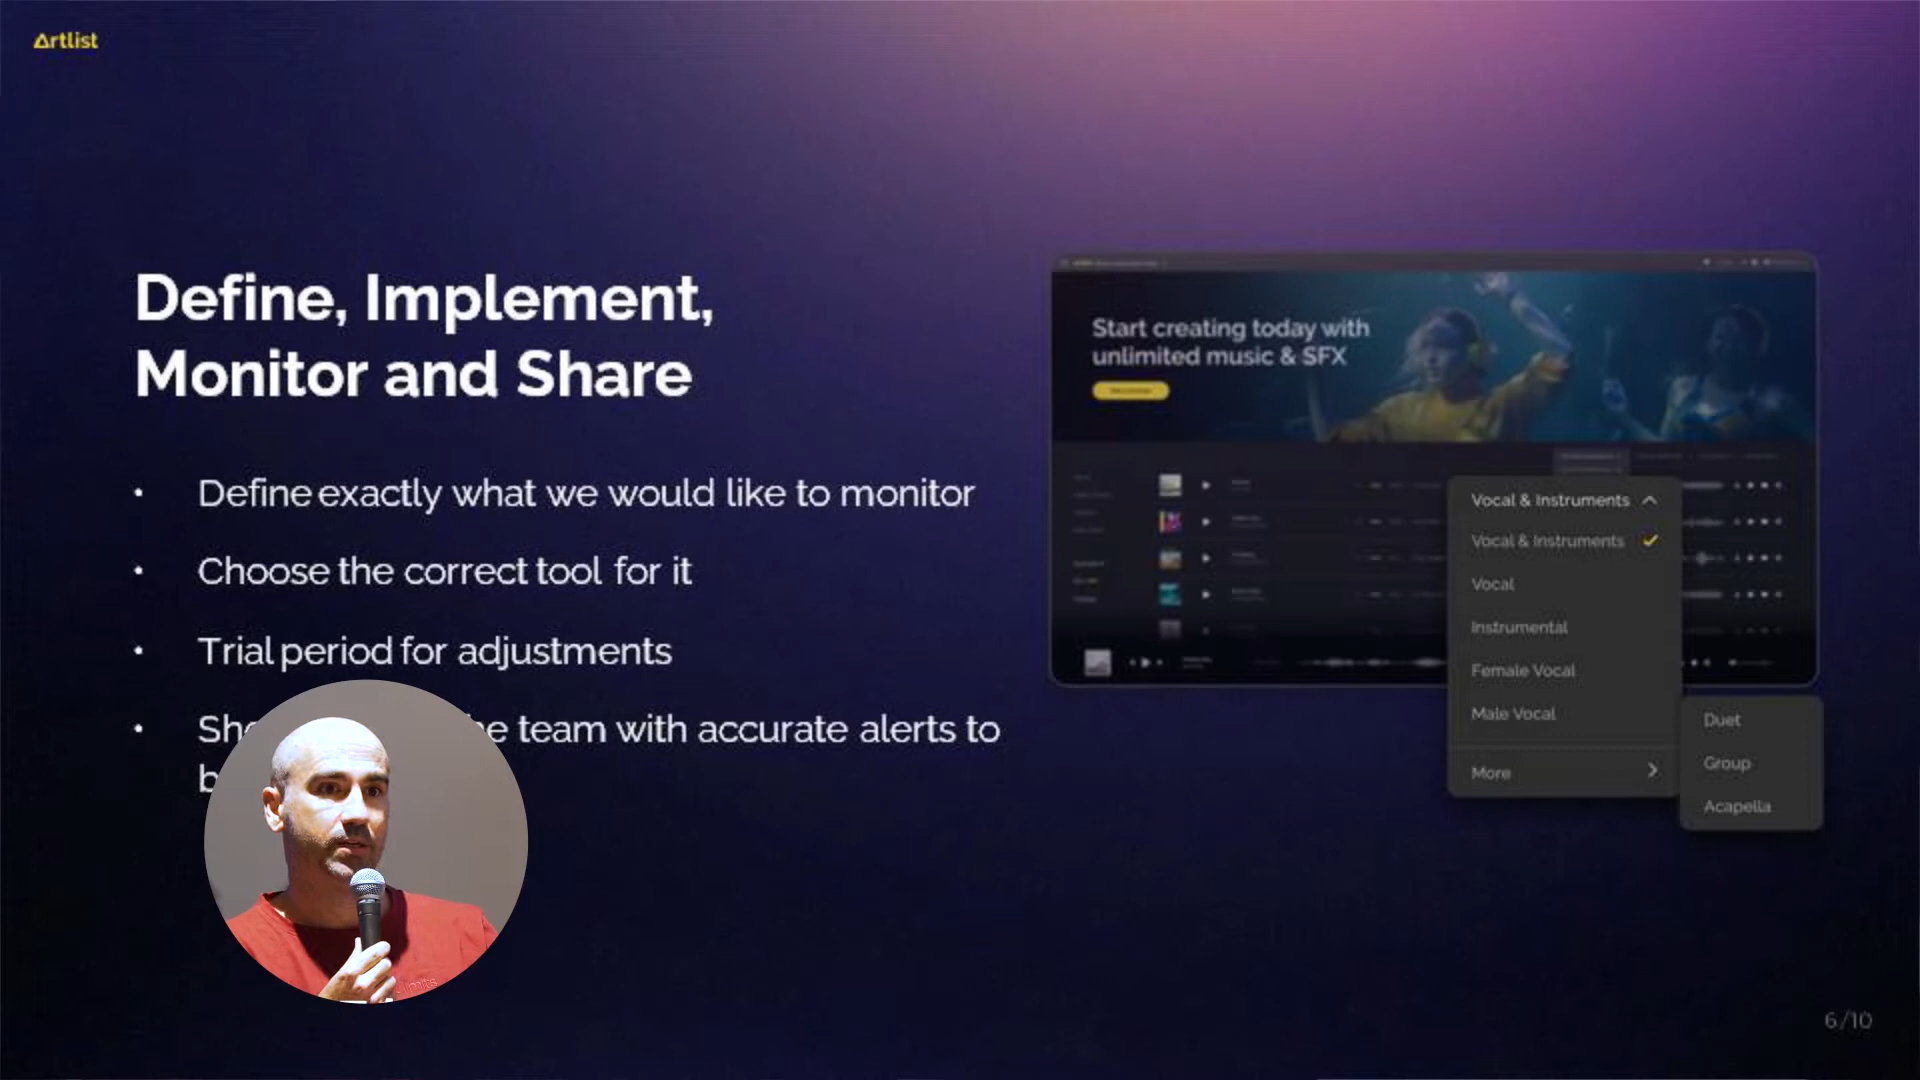 Artlist
Define, Implement,
Monitor and Share
• Define exactly what we would like to monitor
• Choose the correct tool for it
• Trial period for adjustments
• team with accurate alerts to
Start creating today with
unlimited music & SFX
Vocal & Instruments
Vocal & Instruments
Vocal
Instrumental
Female Vocal
Male Vocal
More
Duet
Group
Acapella
6/10